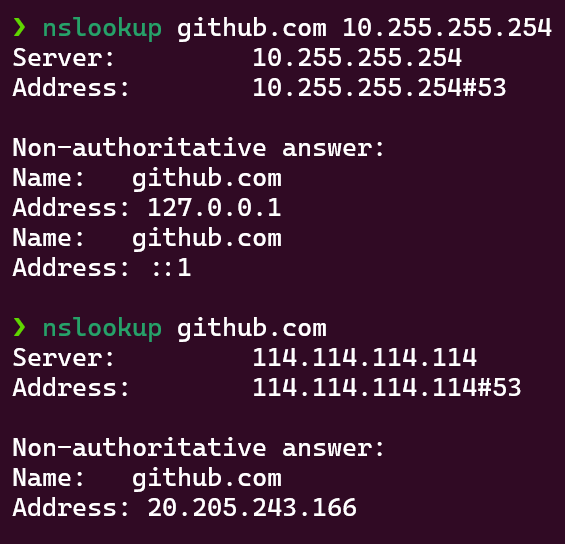 ❯ nslookup github.com 10.255.255.254
Server:         10.255.255.254
Address:        10.255.255.254#53

Non-authoritative answer:
Name:   github.com
Address: 127.0.0.1
Name:   github.com
Address: ::1

❯ nslookup github.com
Server:         114.114.114.114
Address:        114.114.114.114#53

Non-authoritative answer:
Name:   github.com
Address: 20.205.243.166